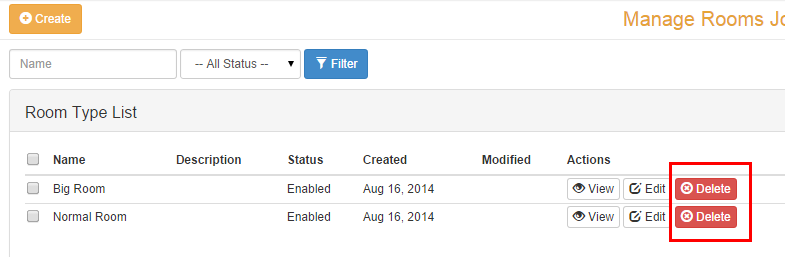 Create
Manage Rooms Jo
Name -- All Status -- Filter
Room Type List
Name Description Status Created Modified Actions
Big Room Enabled Aug 16, 2014 View Edit Delete
Normal Room Enabled Aug 16, 2014 View Edit Delete